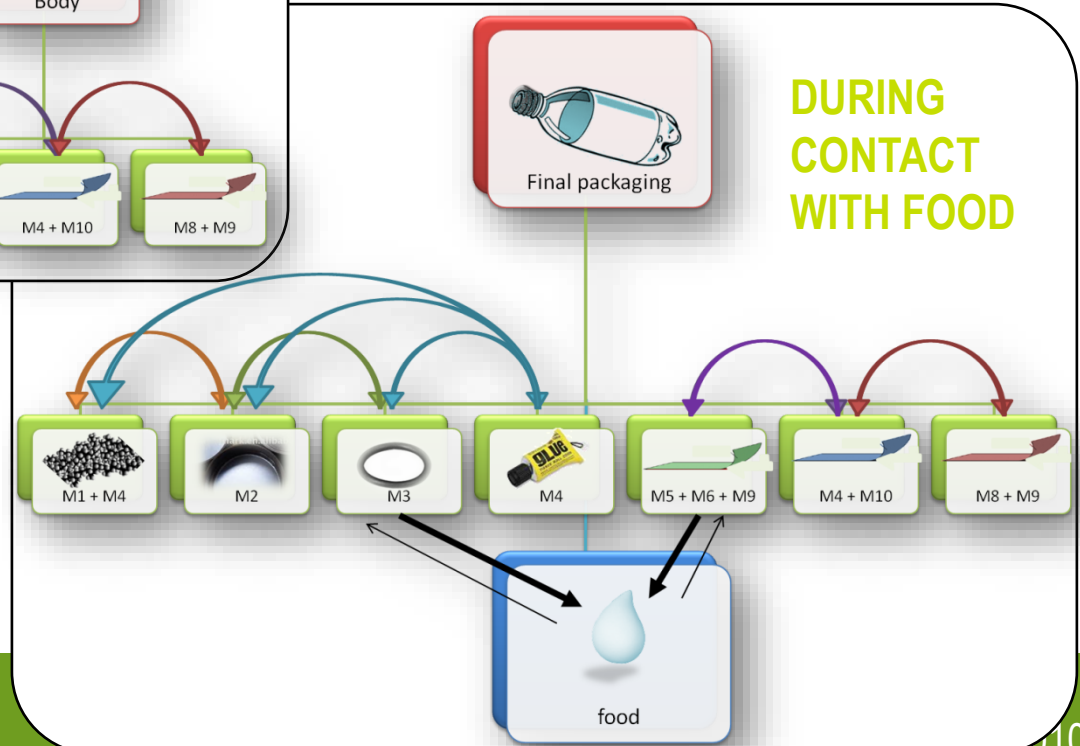 Body
M4 + M10
M8 + M9
Final packaging
DURING
CONTACT
WITH FOOD
M1 + M4
M2
M3
GLUE
M4
M5 + M6 + M9
M4 + M10
M8 + M9
food